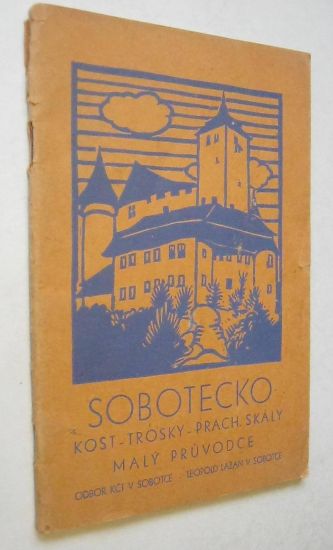 SOBOTECKO
KOST-TROSKY-PRACH. SKÁLY
MALÝ PRŮVODCE
ODBOR KČT V SOBOTCE - LEOPOLD LAŽAN V SOBOTCE